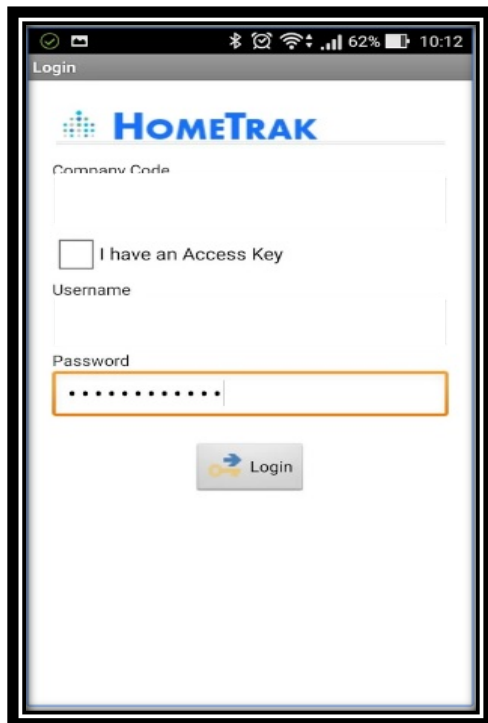 62% 10:12
Login
HOMETRAK
Company Code
I have an Access Key
Username
Password
••••••••••••
Login